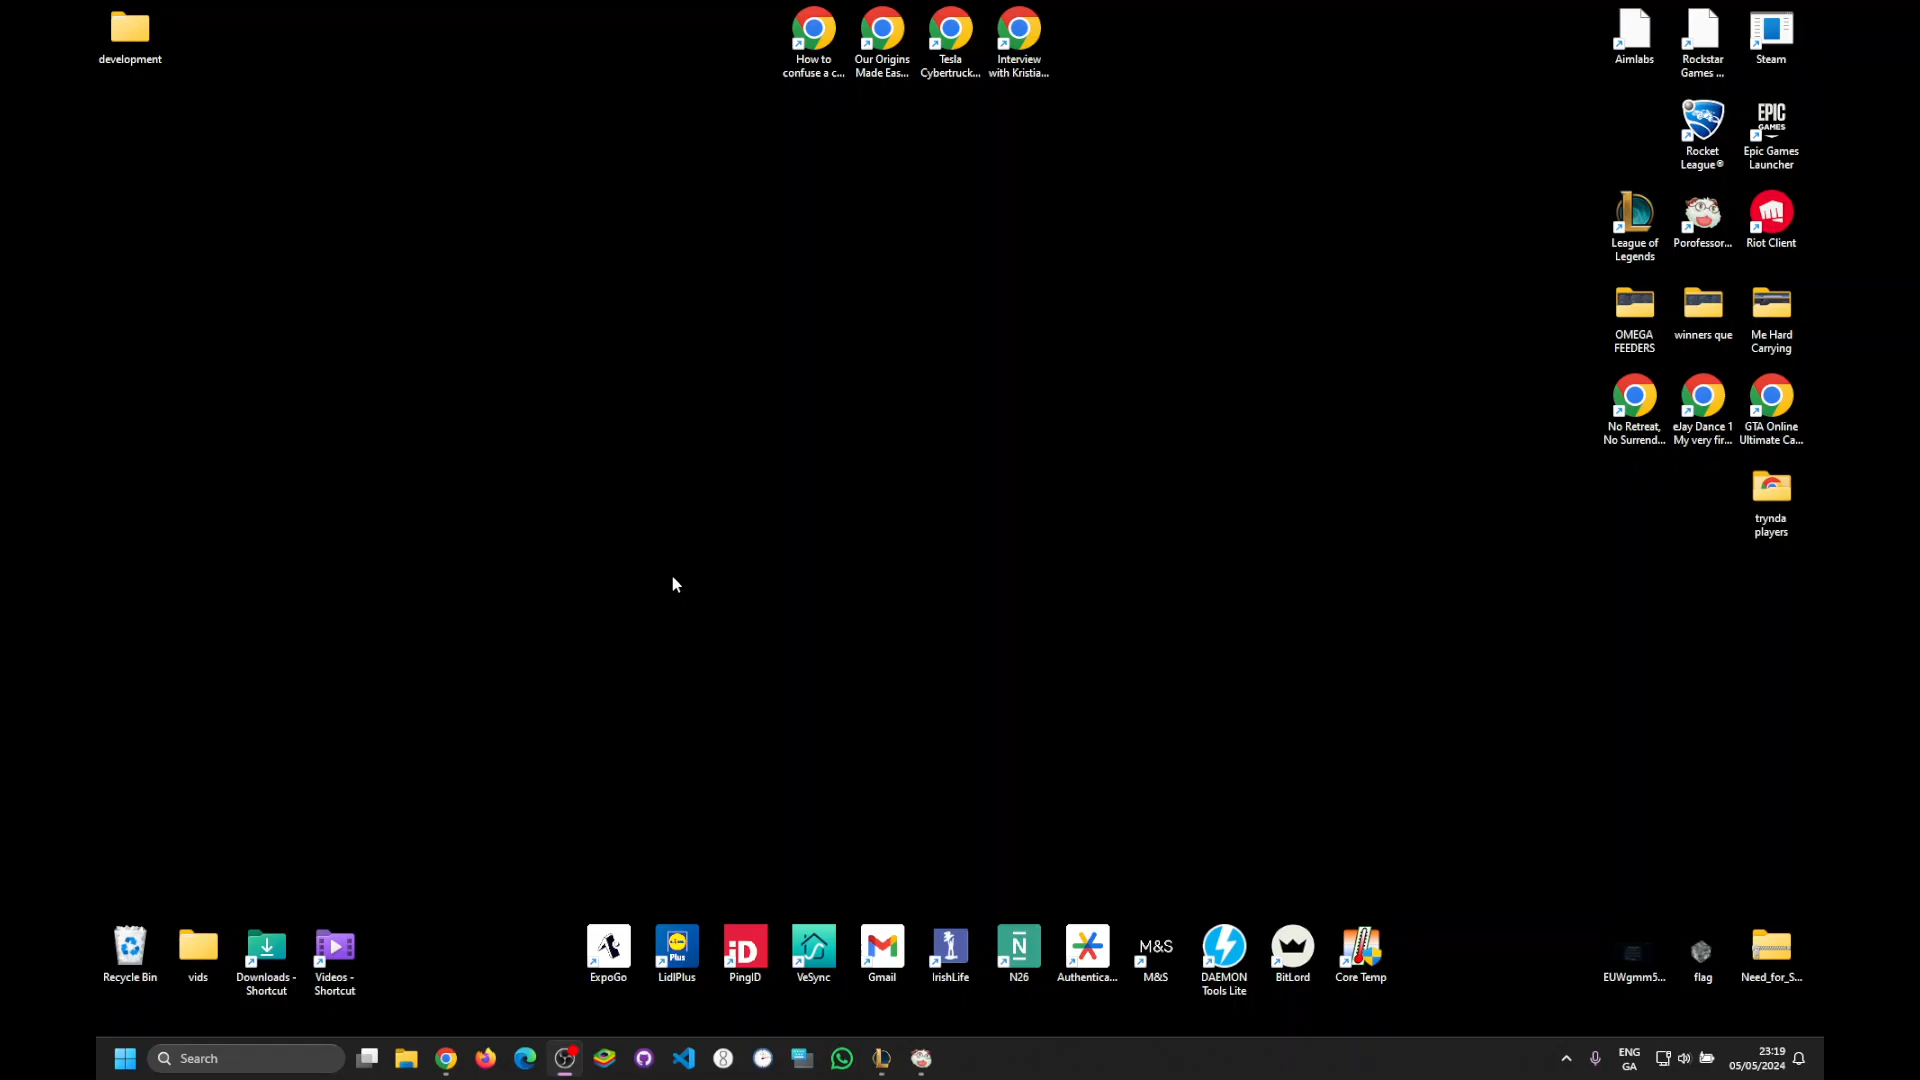 development
How to
confuse a c...
Our Origins
Made Eas...
Tesla
Cybertruck...
Interview
with Kristia...
Aimlabs
Rockstar
Games ...
Steam
Rocket
League®
EPIC
GAMES
Epic Games
Launcher
League of
Legends
Porofessor...
Riot Client
OMEGA
FEEDERS
winners que
Me Hard
Carrying
No Retreat,
No Surrend...
eJay Dance 1
My very fir...
GTA Online
Ultimate Ca...
trynda
players
Recycle Bin
vids
Downloads -
Shortcut
Videos -
Shortcut
ExpoGo
Plus
LidlPlus
iD
PingID
VeSync
Gmail
IrishLife
N
N26
Authentica...
M&S
M&S
DAEMON
Tools Lite
BitLord
Core Temp
EUWgmm5...
flag
Need_for_S...
Search
ENG
GA
23:19
05/05/2024